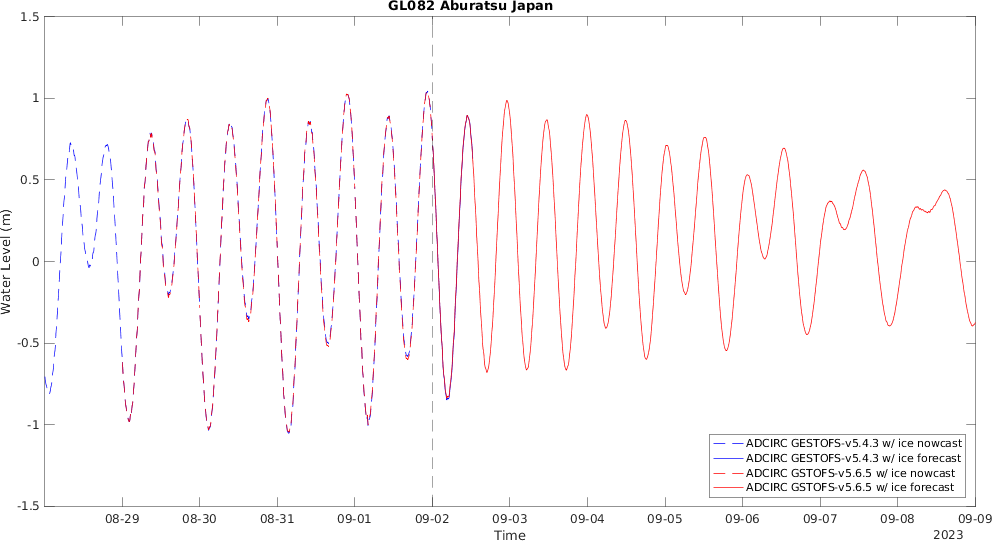 GL082 Aburatsu Japan
1.5
1
0.5
0
-0.5
-1
-1.5
Water Level (m)
08-29 08-30 08-31 09-01 09-02 09-03 09-04 09-05 09-06 09-07 09-08 09-09
Time
2023
ADCIRC GESTOFS-v5.4.3 w/ ice nowcast
ADCIRC GESTOFS-v5.4.3 w/ ice forecast
ADCIRC GSTOFS-v5.6.5 w/ ice nowcast
ADCIRC GSTOFS-v5.6.5 w/ ice forecast